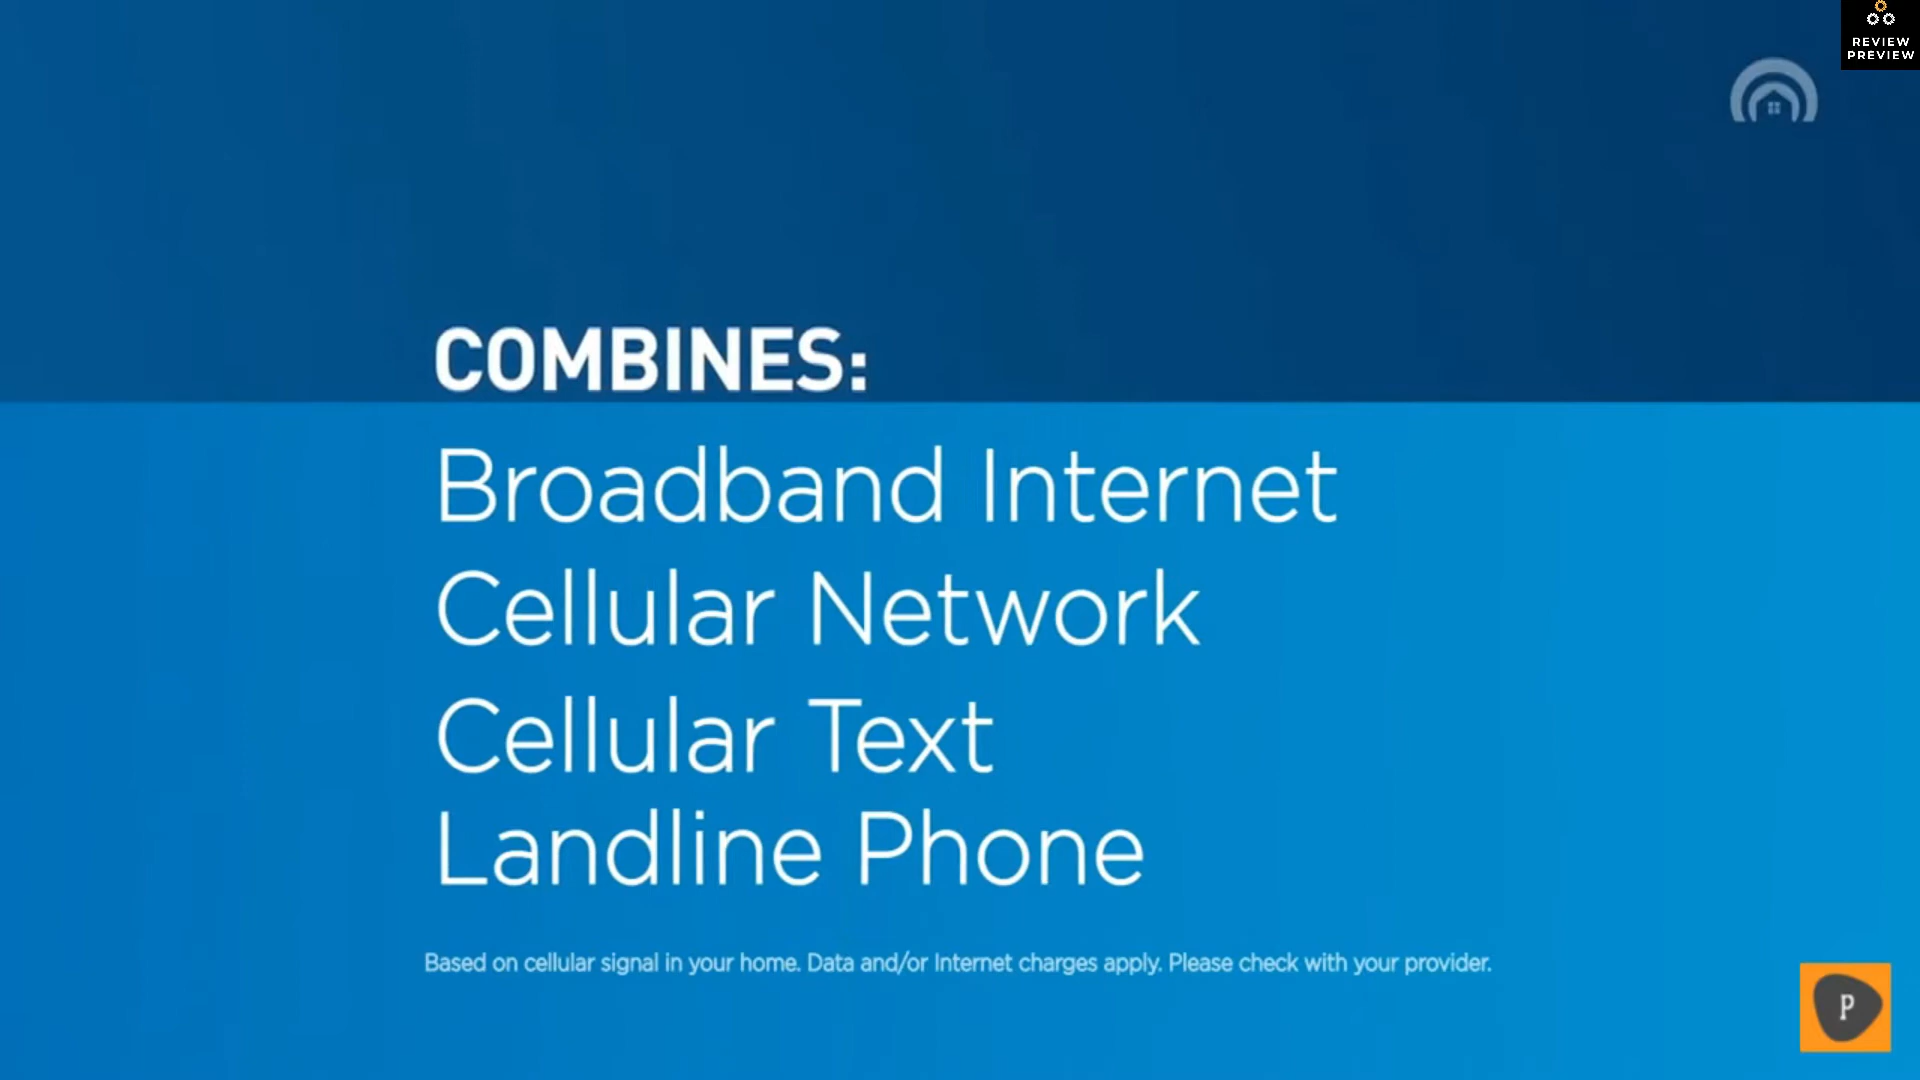 REVIEW
PREVIEW
COMBINES:
Broadband Internet
Cellular Network
Cellular Text
Landline Phone
Based on cellular signal in your home. Data and/or Internet charges apply. Please check with your provider.
P